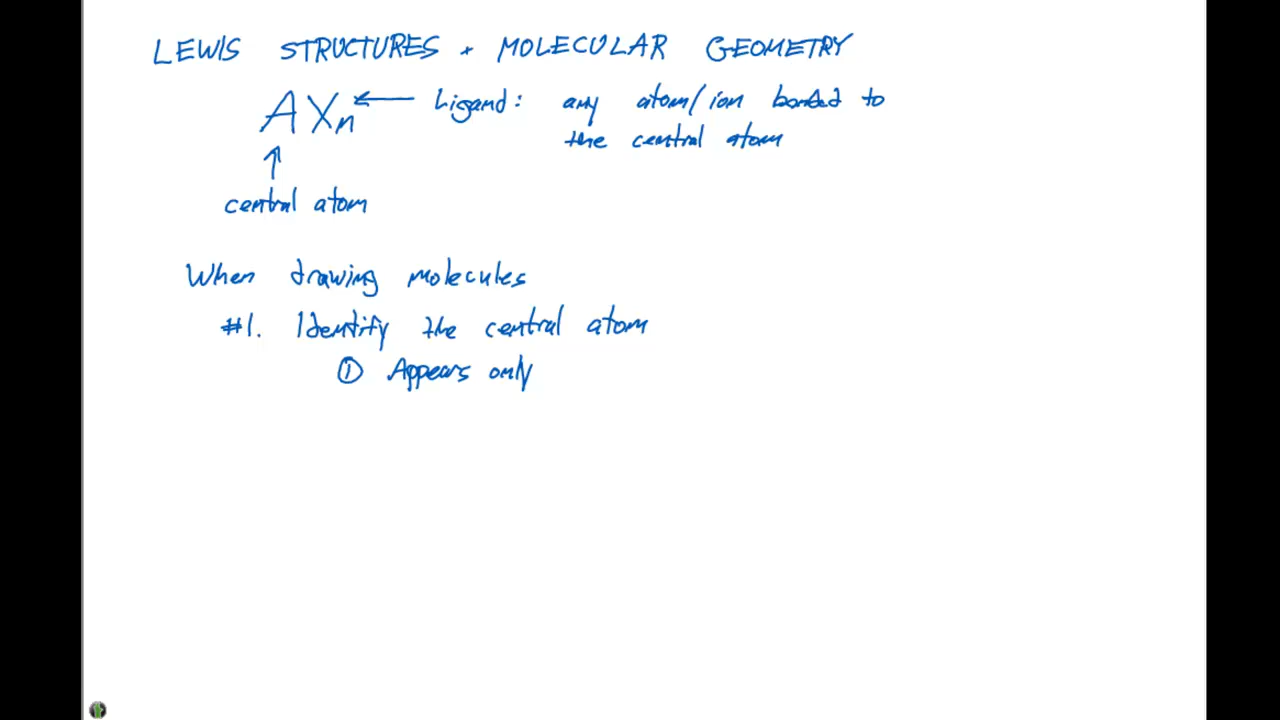 LEWIS STRUCTURES + MOLECULAR GEOMETRY
AXn ← Ligand: any atom/ion bonded to
the central atom
↑
central atom
When drawing molecules
#1. Identify the central atom
① Appears only